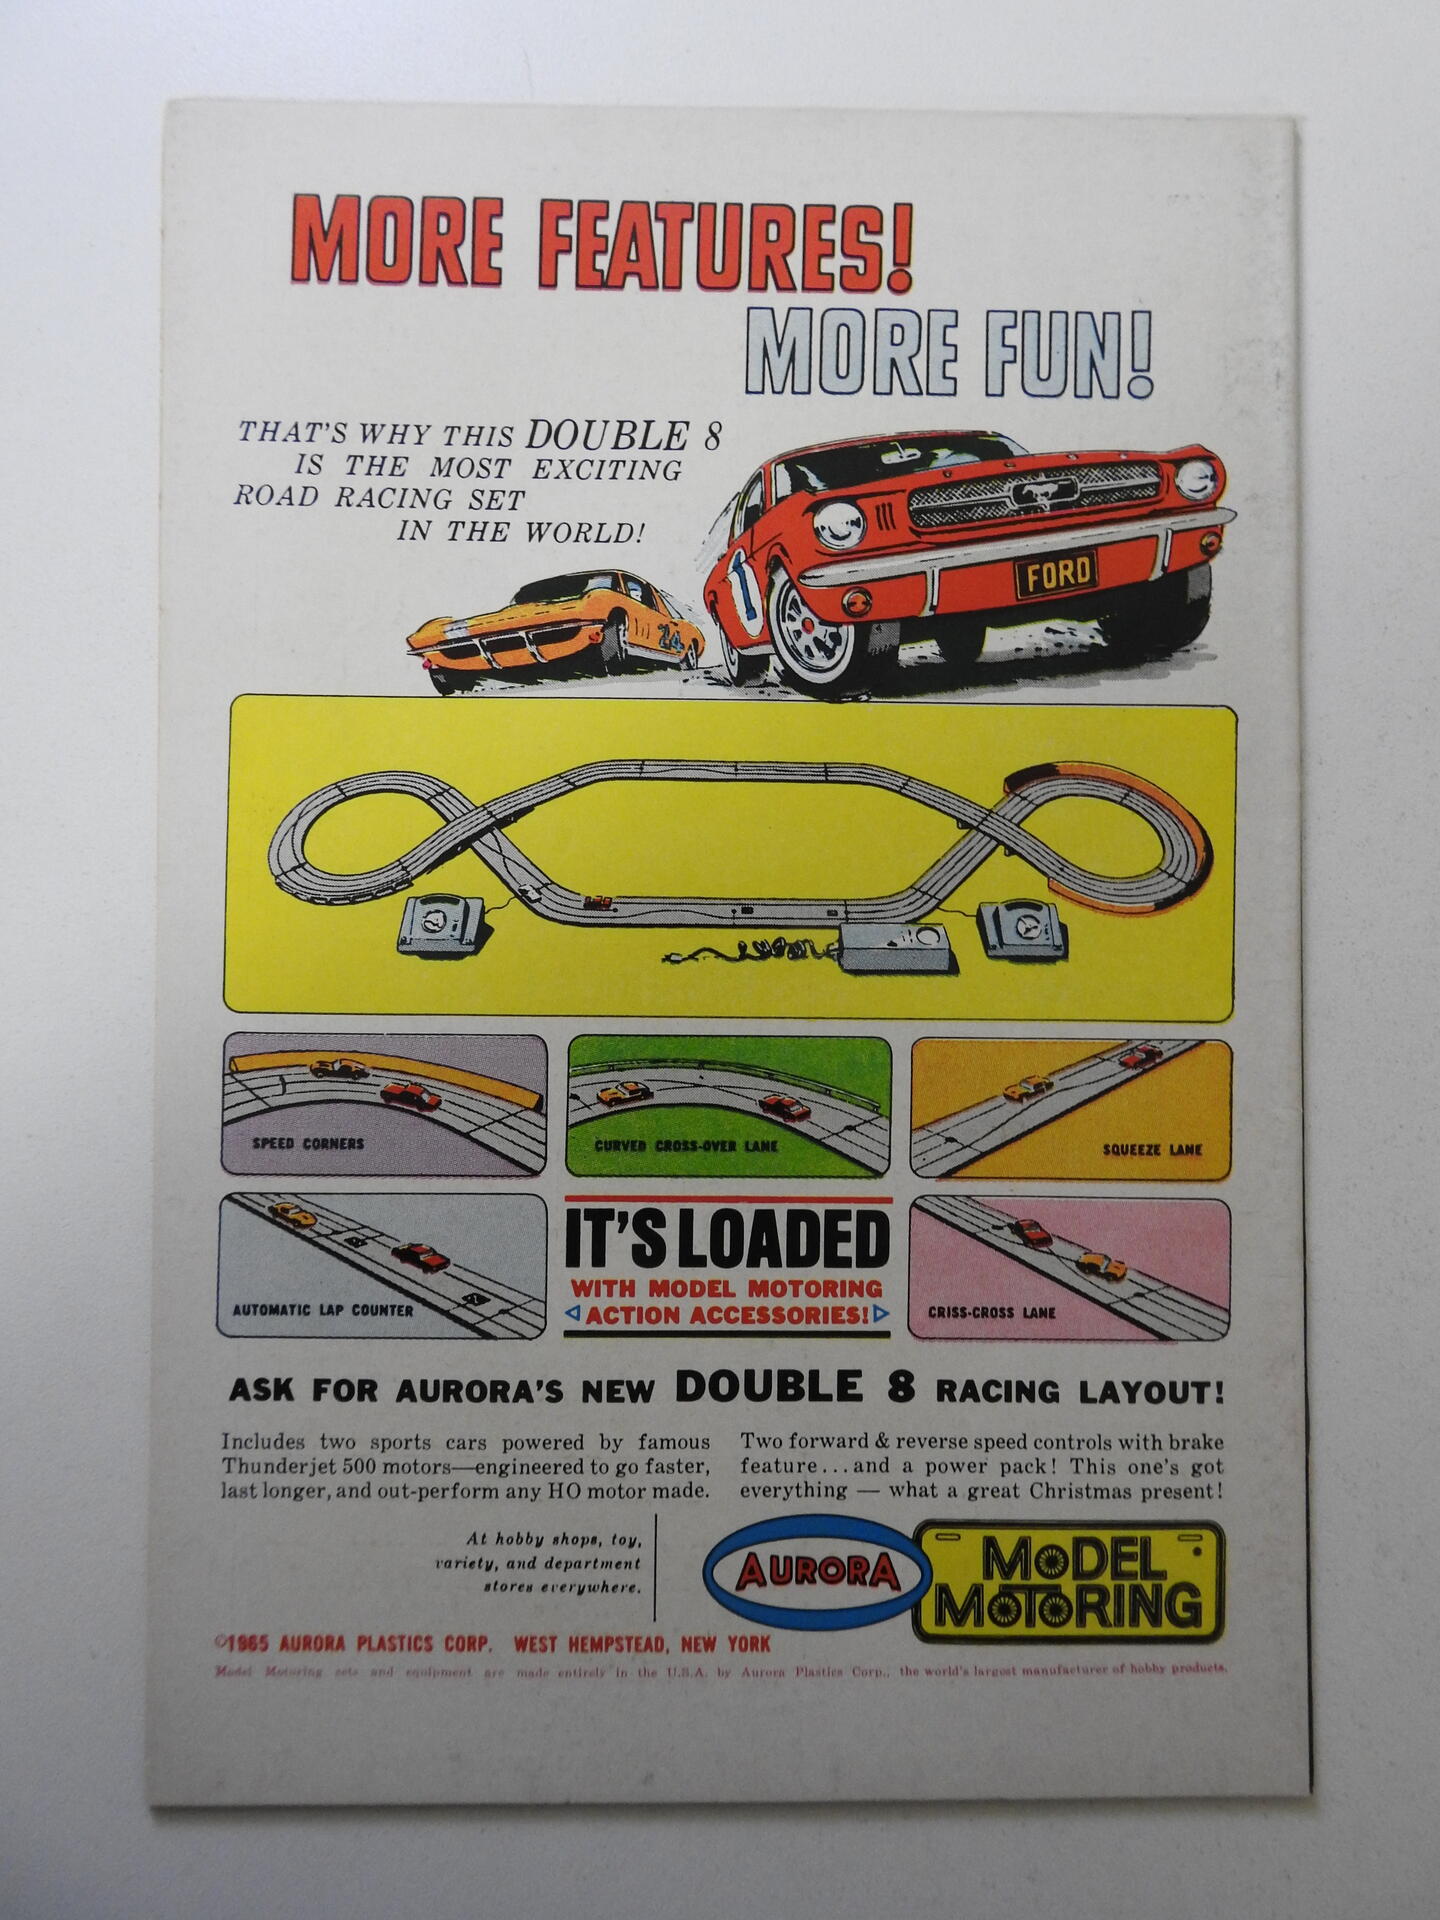 MORE FEATURES!
MORE FUN!
THAT'S WHY THIS DOUBLE 8
IS THE MOST EXCITING
ROAD RACING SET
IN THE WORLD!
1
FORD
24
SPEED CORNERS
CURVED CROSS-OVER LANE
SQUEEZE LANE
AUTOMATIC LAP COUNTER
IT'S LOADED
WITH MODEL MOTORING
ACTION ACCESSORIES!
CRISS-CROSS LANE
ASK FOR AURORA'S NEW DOUBLE 8 RACING LAYOUT!
Includes two sports cars powered by famous
Thunderjet 500 motors—engineered to go faster,
last longer, and out-perform any HO motor made.
Two forward & reverse speed controls with brake
feature...and a power pack! This one's got
everything — what a great Christmas present!
At hobby shops, toy,
variety, and department
stores everywhere.
AURORA
MODEL
MOTORING
©1965 AURORA PLASTICS CORP. WEST HEMPSTEAD, NEW YORK
Model Motoring sets and equipment are made entirely in the U.S.A. by Aurora Plastics Corp., the world's largest manufacturer of hobby products.